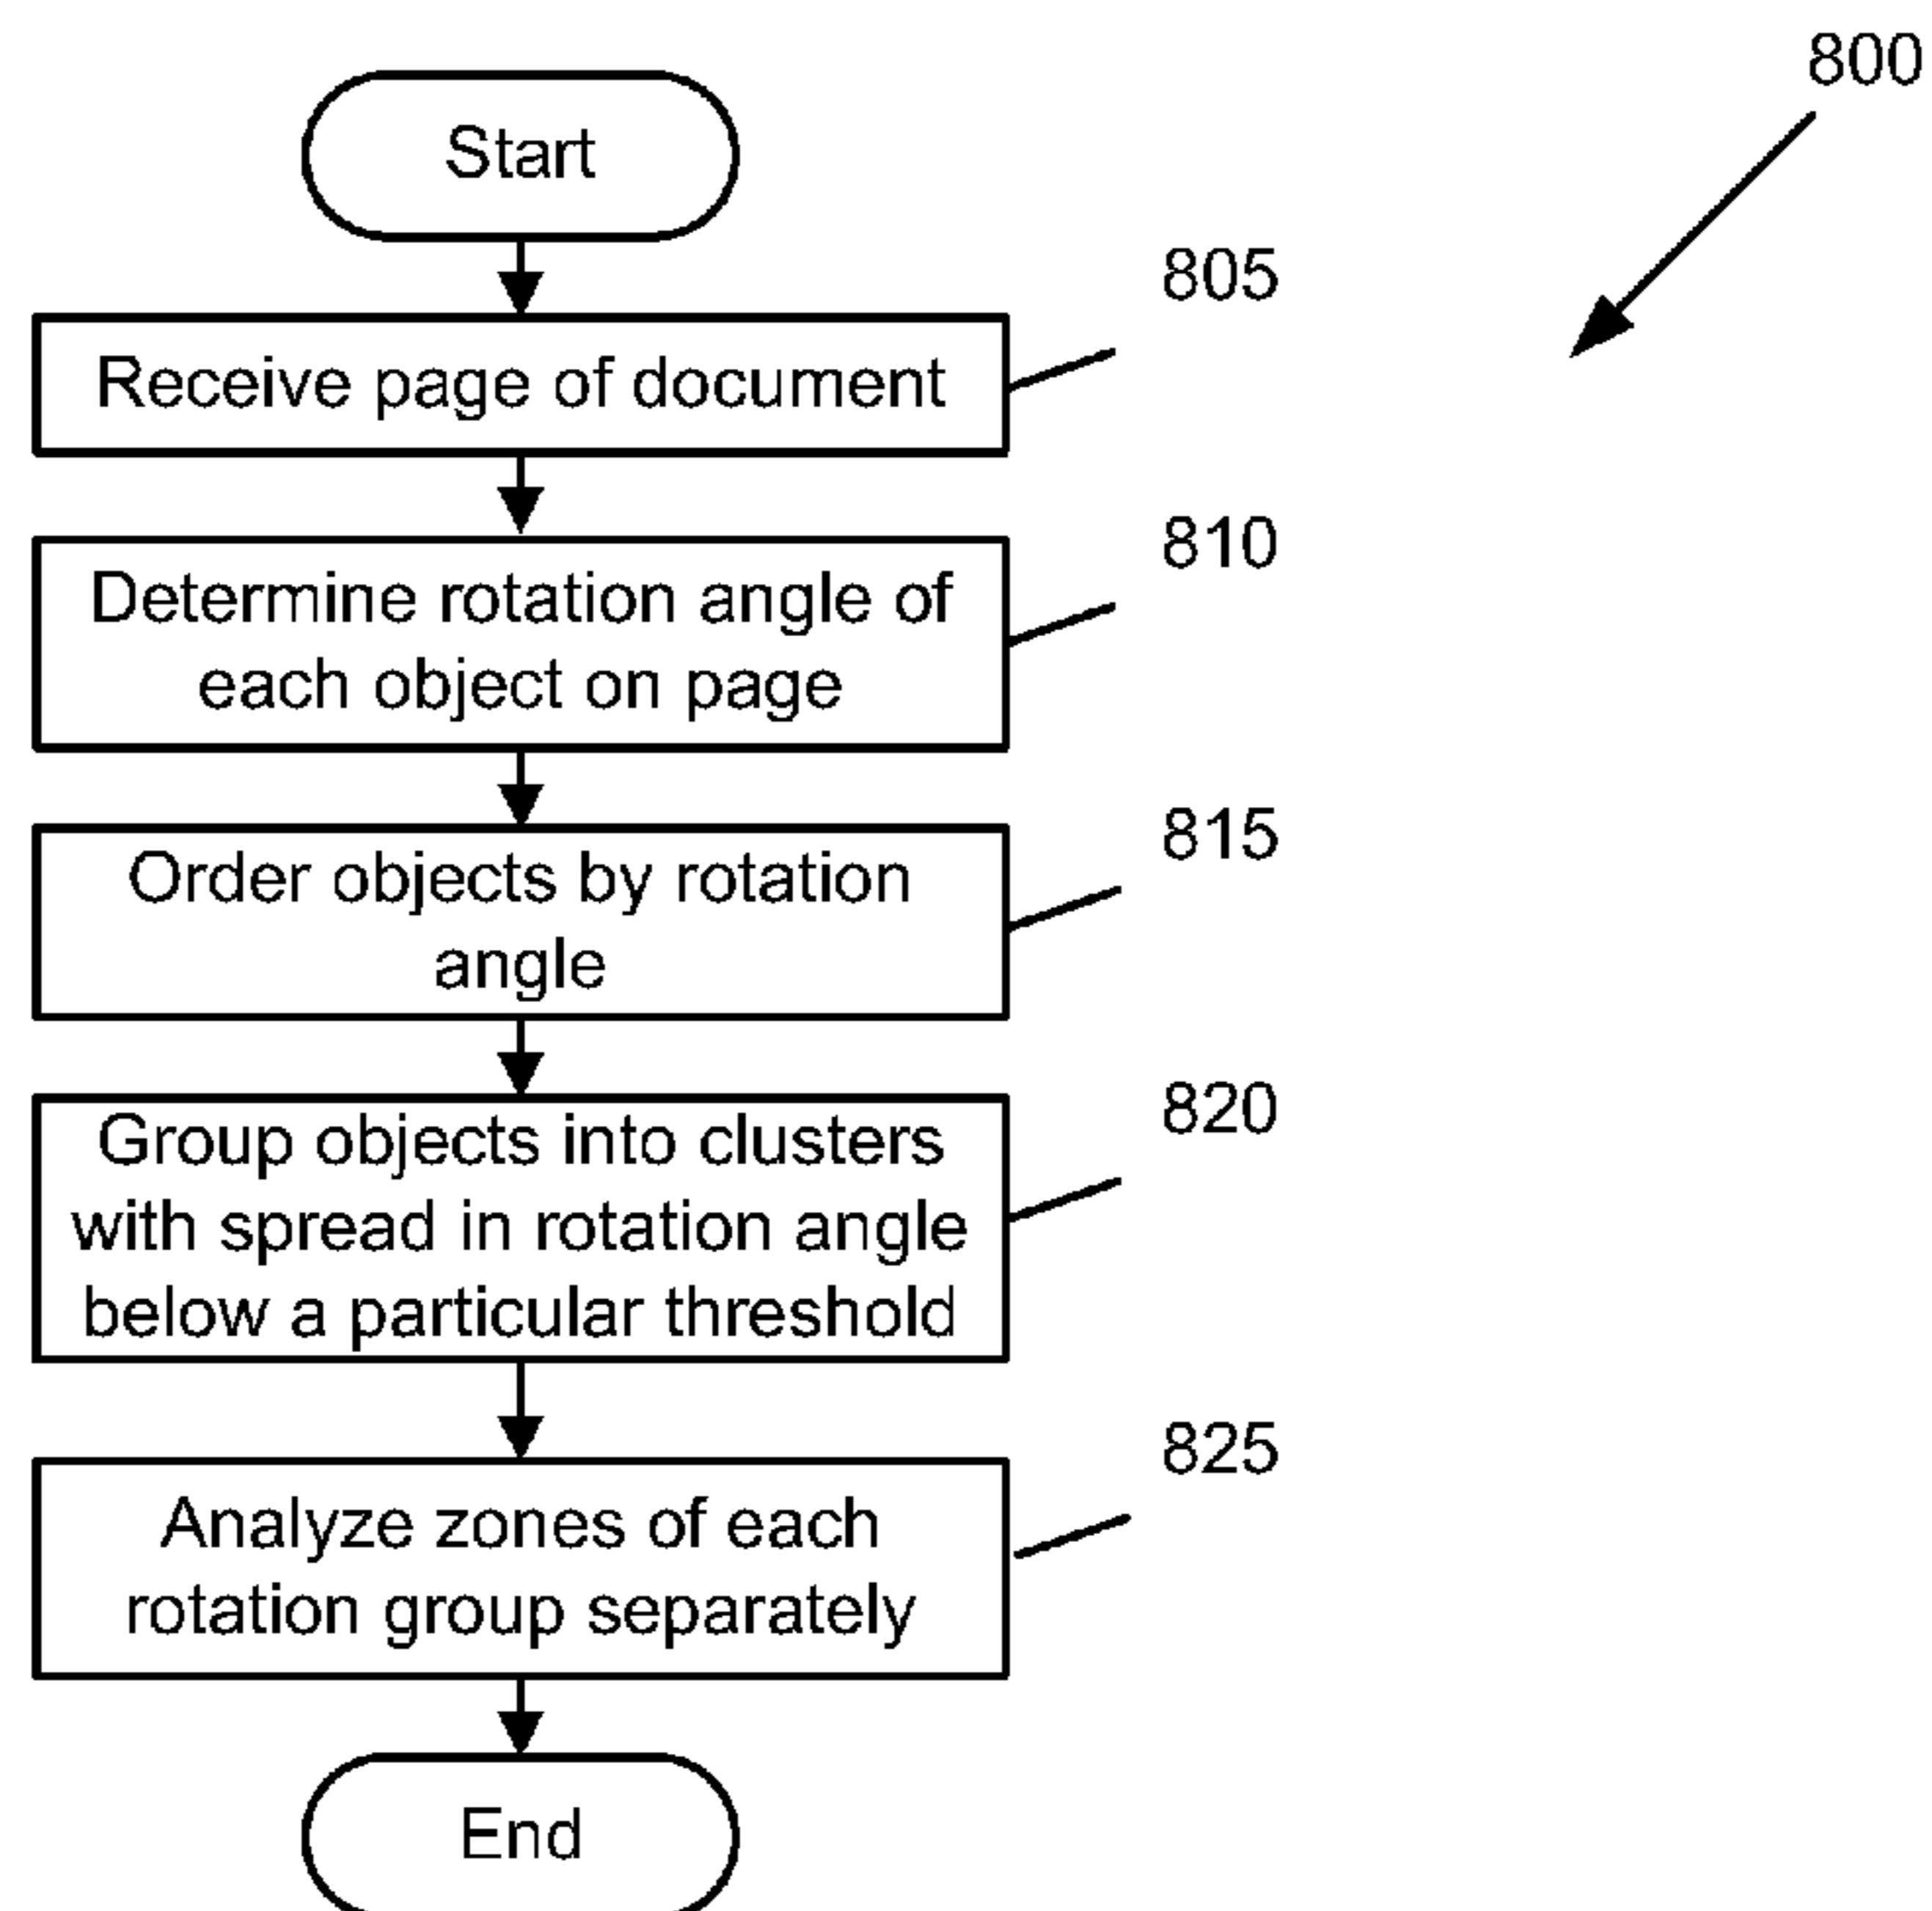 800
Start
805
Receive page of document
810
Determine rotation angle of
each object on page
815
Order objects by rotation
angle
820
Group objects into clusters
with spread in rotation angle
below a particular threshold
825
Analyze zones of each
rotation group separately
End